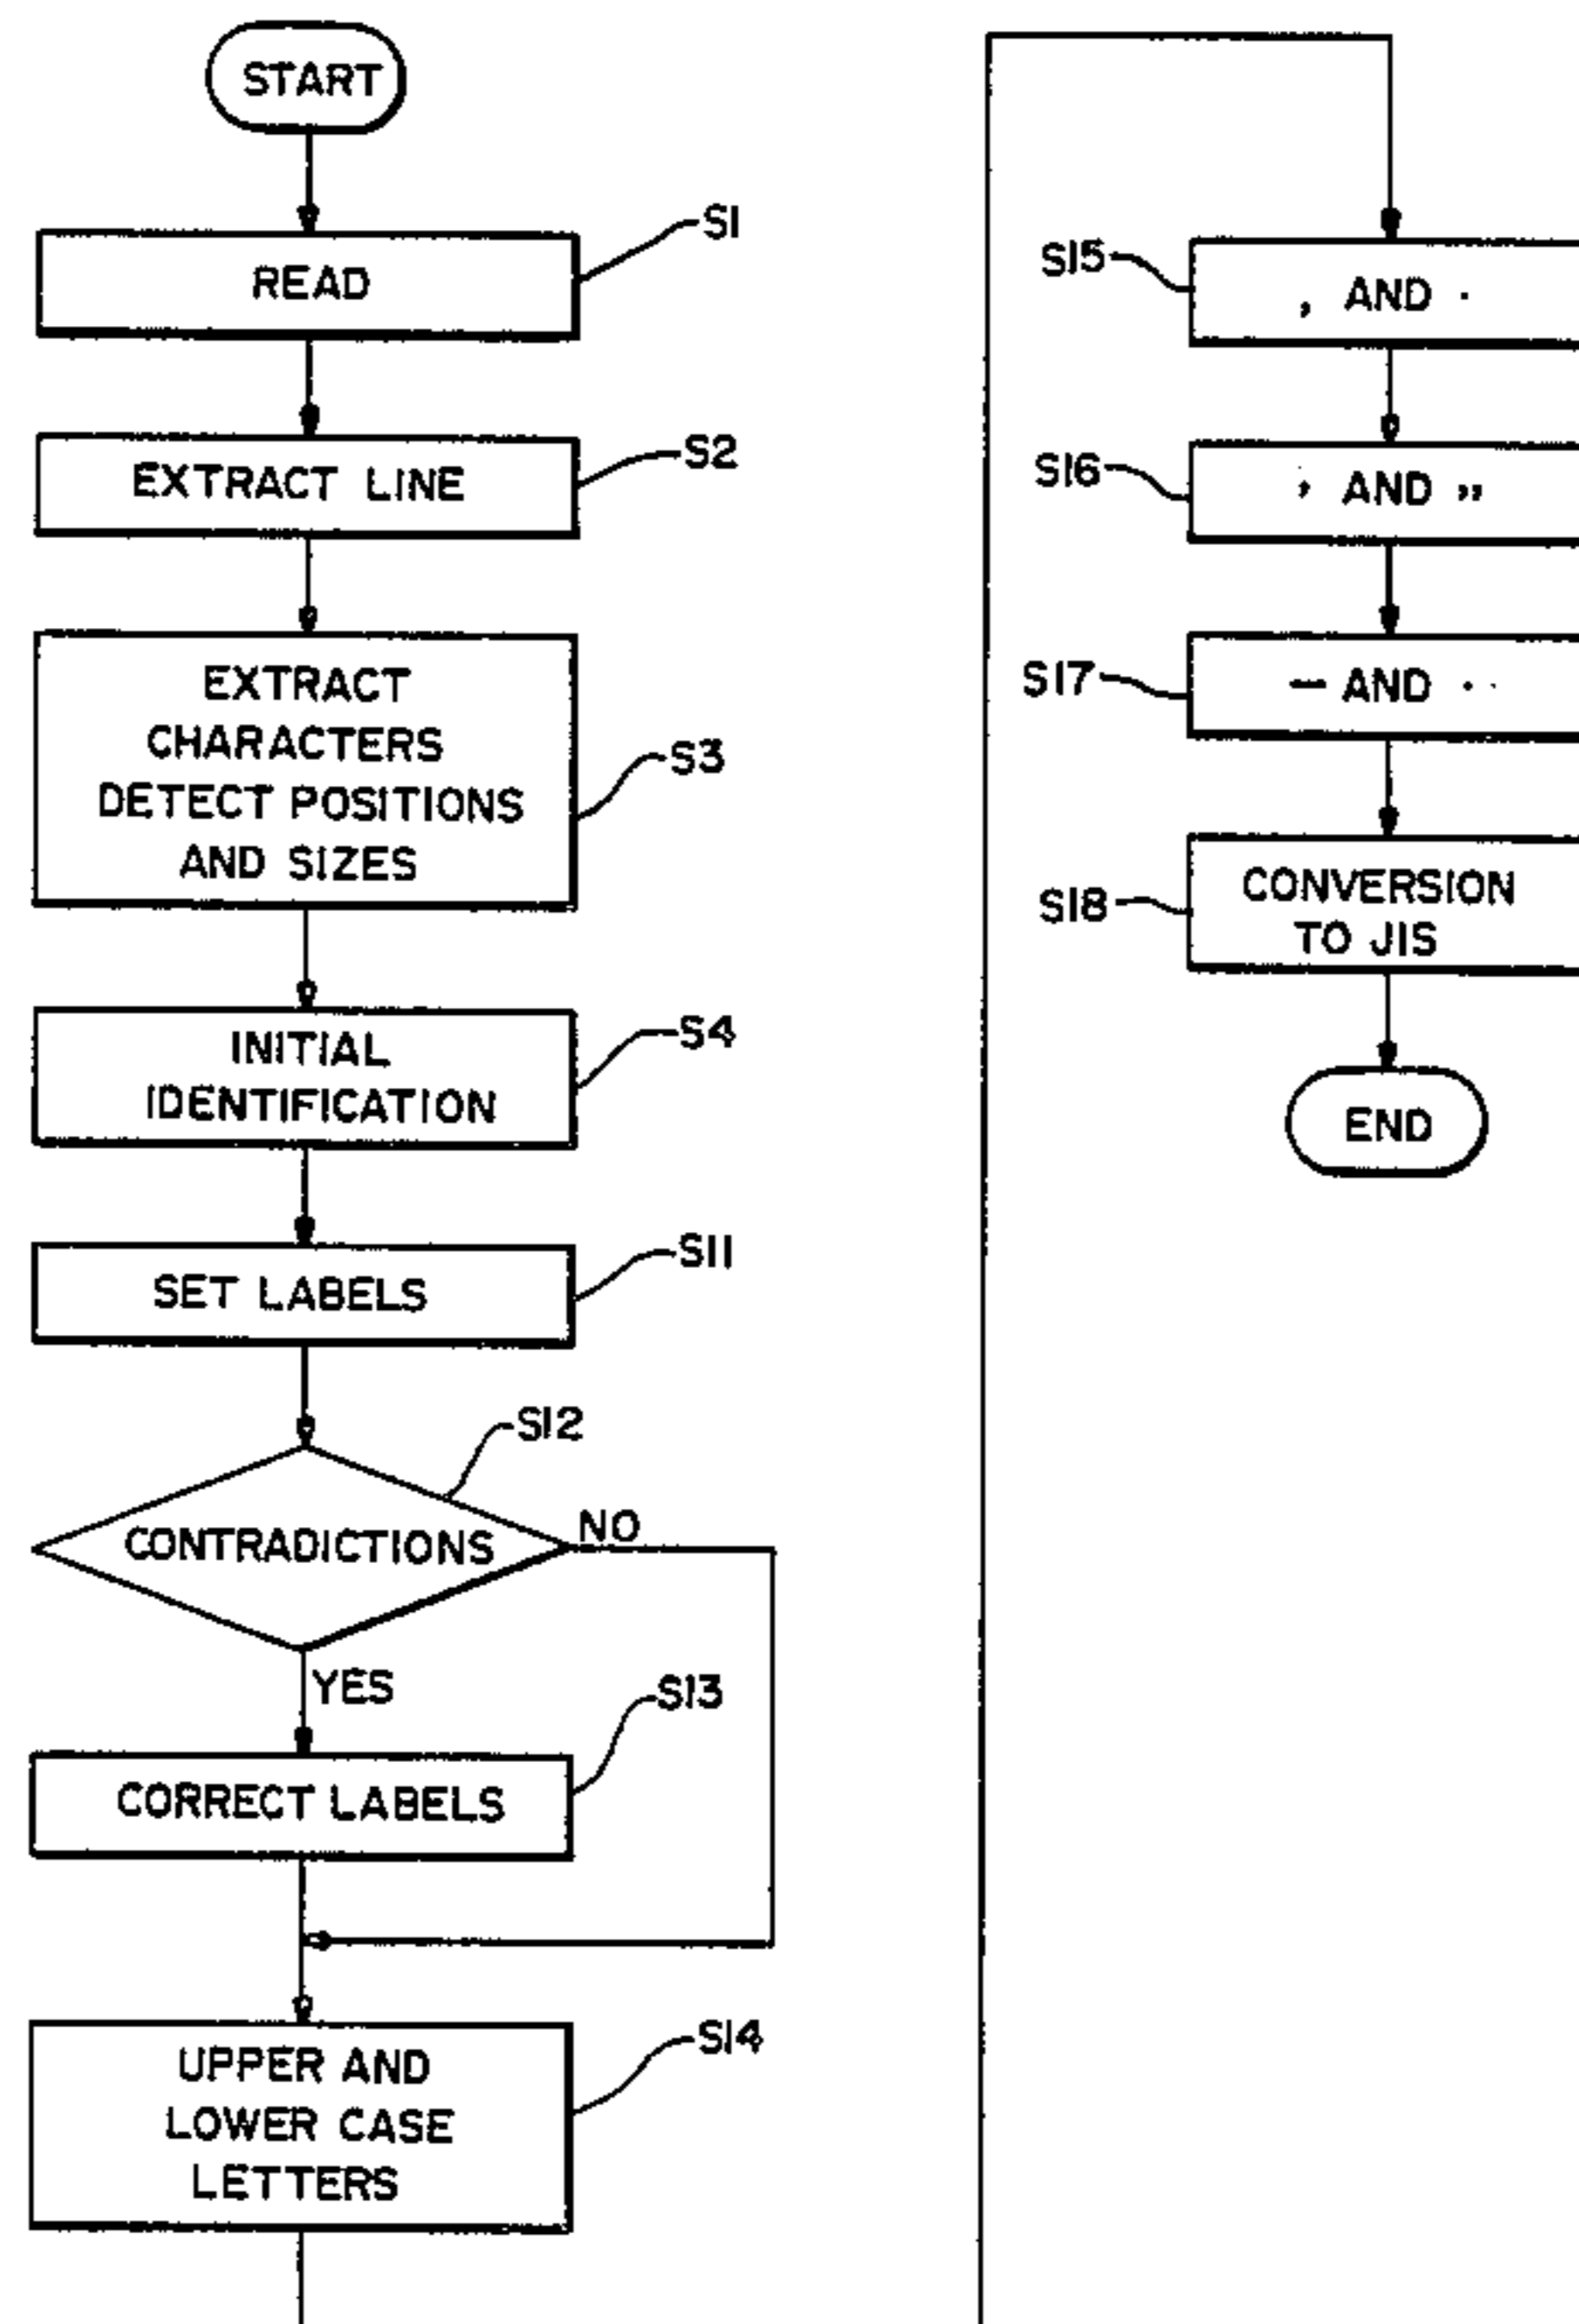 START
S1
READ
S2
EXTRACT LINE
EXTRACT
CHARACTERS
DETECT POSITIONS
AND SIZES
S3
S4
INITIAL
IDENTIFICATION
S11
SET LABELS
S12
CONTRADICTIONS
NO
YES
S13
CORRECT LABELS
S14
UPPER AND
LOWER CASE
LETTERS
S15
, AND ·
S16
, AND ,,
S17
— AND · ·
S18
CONVERSION
TO JIS
END